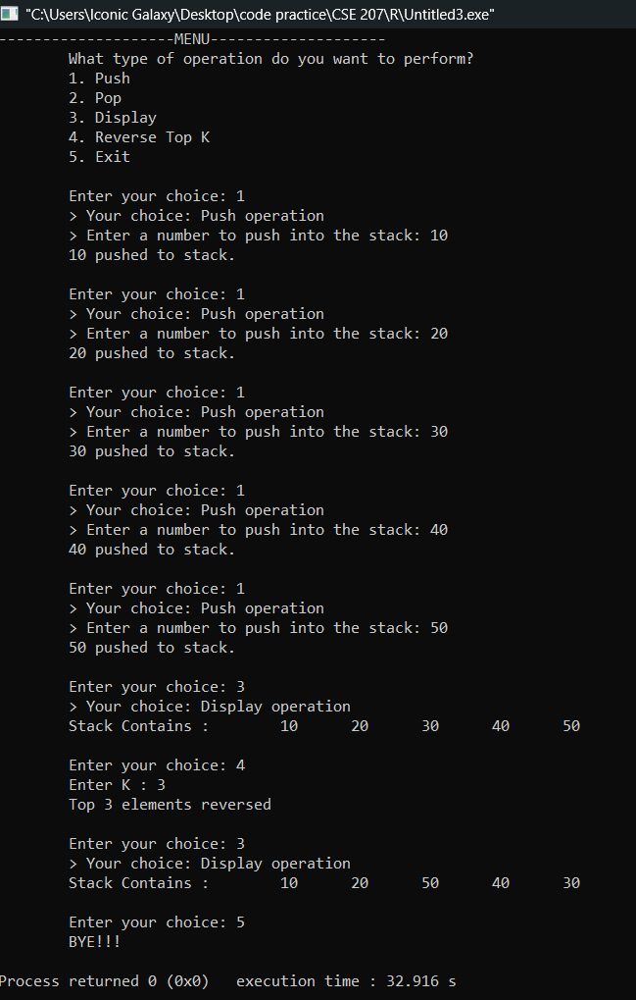 "C:\Users\Iconic Galaxy\Desktop\code practice\CSE 207\R\Untitled3.exe"
--------------------MENU--------------------
What type of operation do you want to perform?
1. Push
2. Pop
3. Display
4. Reverse Top K
5. Exit
Enter your choice: 1
> Your choice: Push operation
> Enter a number to push into the stack: 10
10 pushed to stack.
Enter your choice: 1
> Your choice: Push operation
> Enter a number to push into the stack: 20
20 pushed to stack.
Enter your choice: 1
> Your choice: Push operation
> Enter a number to push into the stack: 30
30 pushed to stack.
Enter your choice: 1
> Your choice: Push operation
> Enter a number to push into the stack: 40
40 pushed to stack.
Enter your choice: 1
> Your choice: Push operation
> Enter a number to push into the stack: 50
50 pushed to stack.
Enter your choice: 3
> Your choice: Display operation
Stack Contains :        10      20      30      40      50
Enter your choice: 4
Enter K : 3
Top 3 elements reversed
Enter your choice: 3
> Your choice: Display operation
Stack Contains :        10      20      50      40      30
Enter your choice: 5
BYE!!!
Process returned 0 (0x0)   execution time : 32.916 s